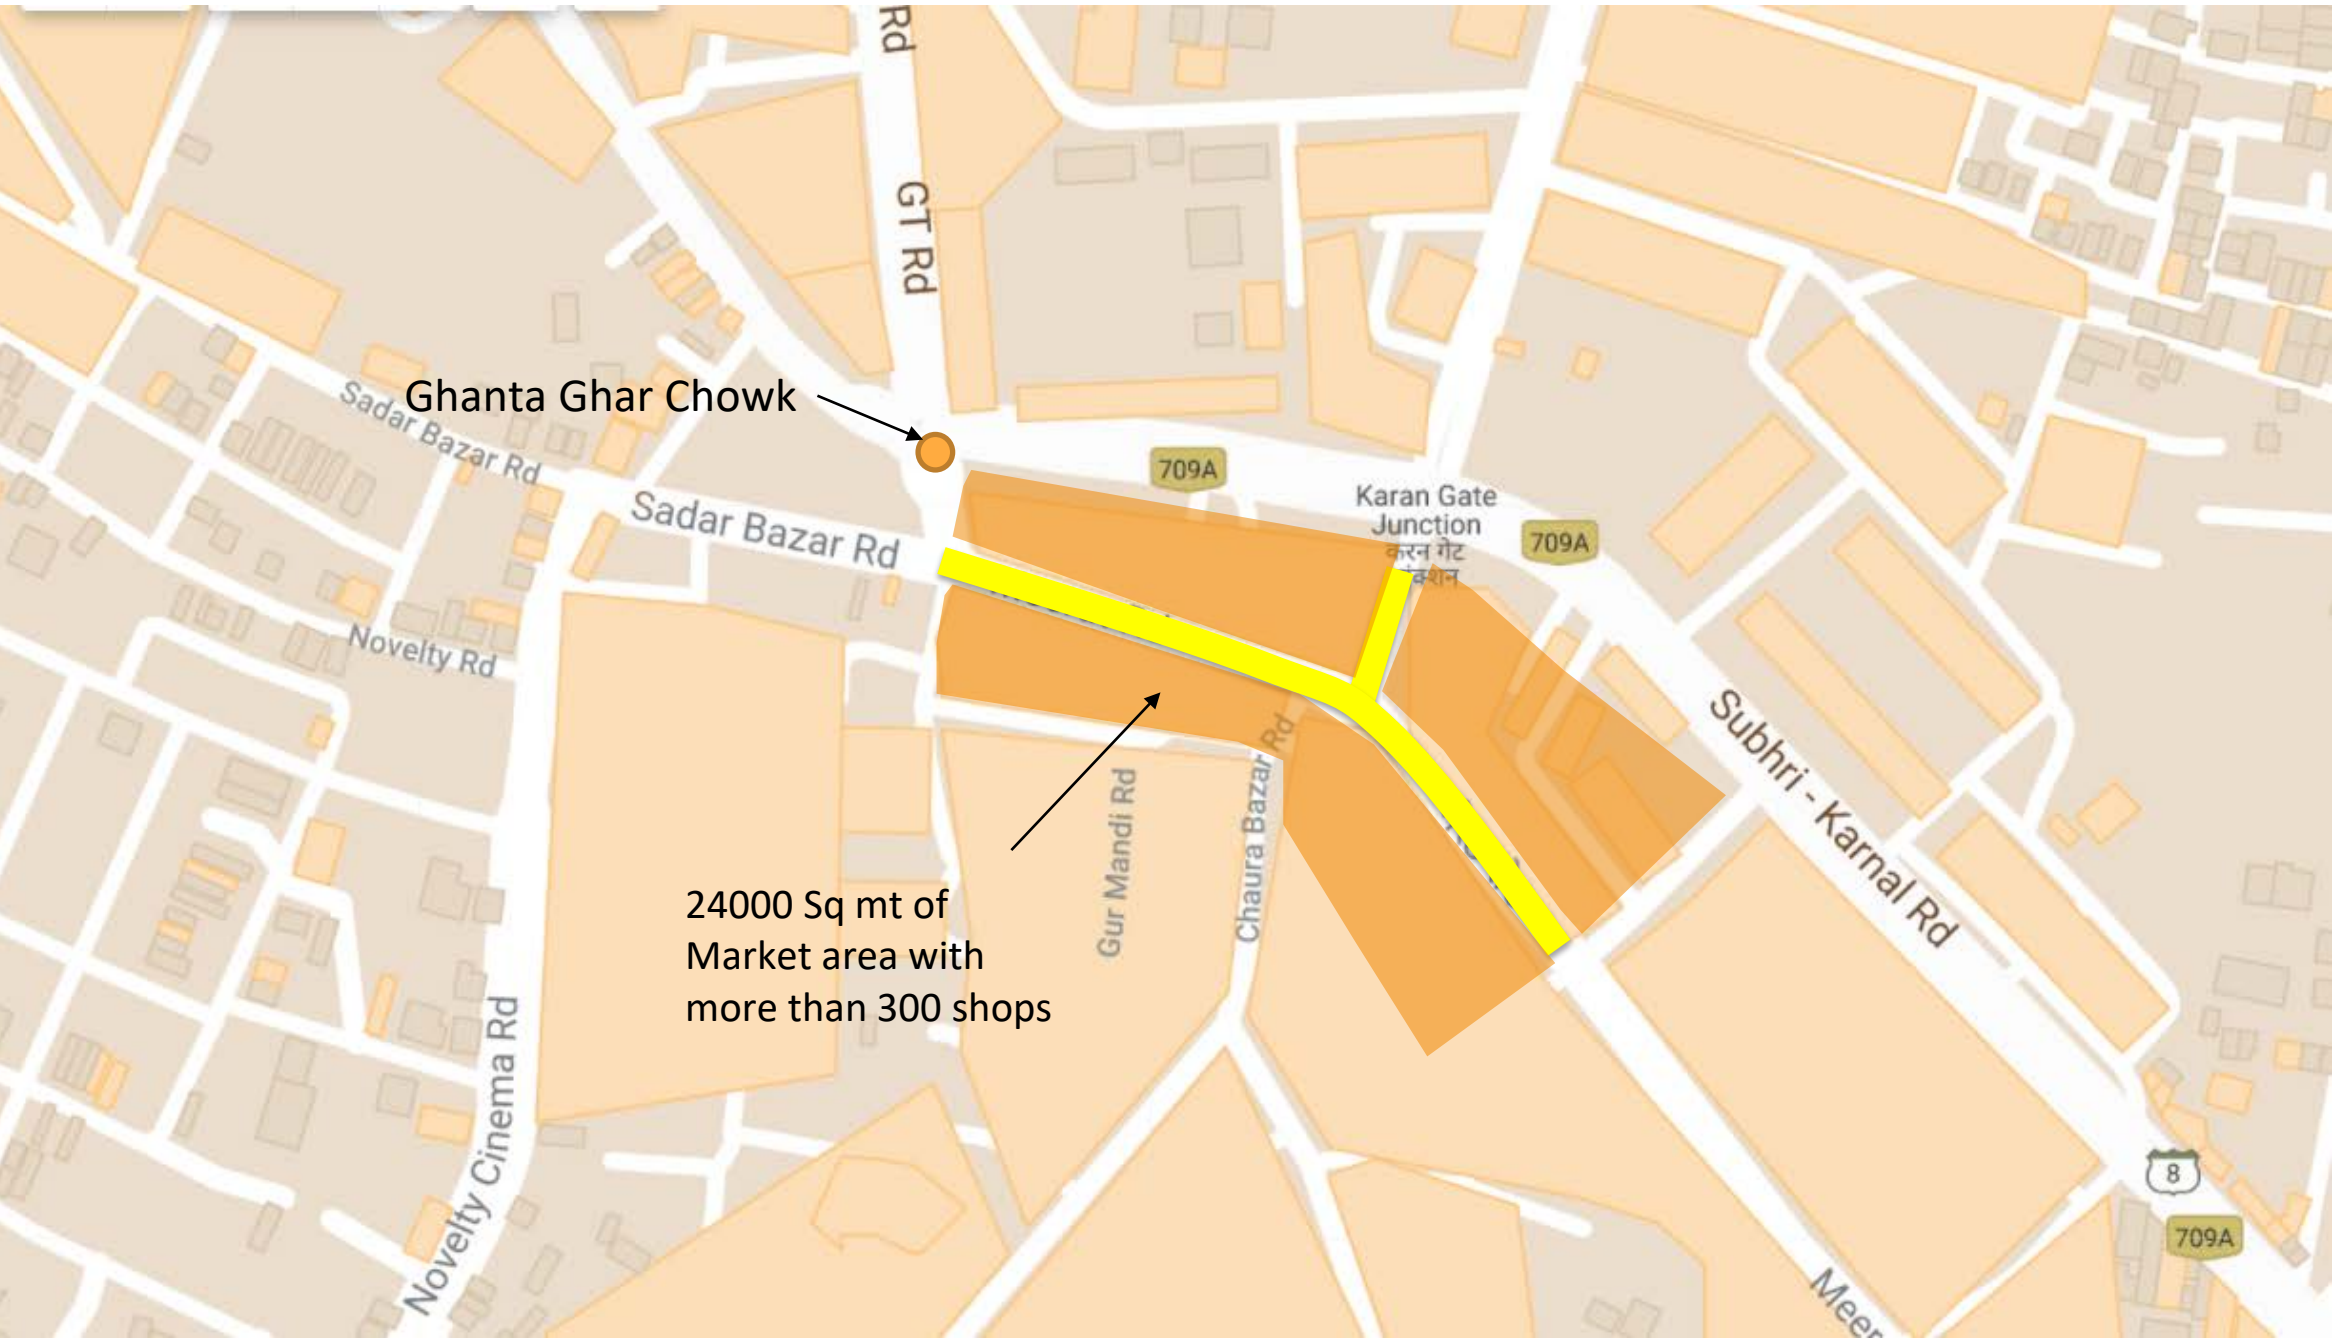 Rd
GT Rd
Ghanta Ghar Chowk
Sadar Bazar Rd
709A
Karan Gate
Junction
करन गेट
Sadar Bazar Rd
709A
Novelty Rd
Subhri - Karnal Rd
Chaura Bazar Rd
Gur Mandi Rd
24000 Sq mt of
Market area with
more than 300 shops
Novelty Cinema Rd
8
709A